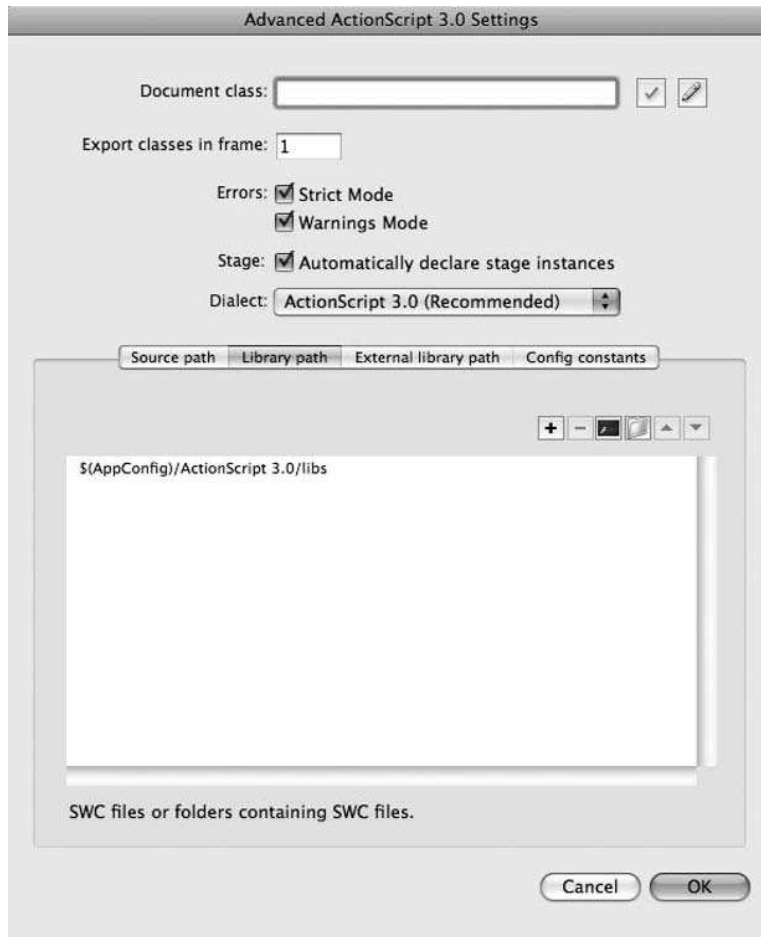 Advanced ActionScript 3.0 Settings
Document class:
Export classes in frame: 1
Errors: Strict Mode
Warnings Mode
Stage: Automatically declare stage instances
Dialect: ActionScript 3.0 (Recommended)
Source path Library path External library path Config constants
$(AppConfig)/ActionScript 3.0/libs
SWC files or folders containing SWC files.
Cancel OK